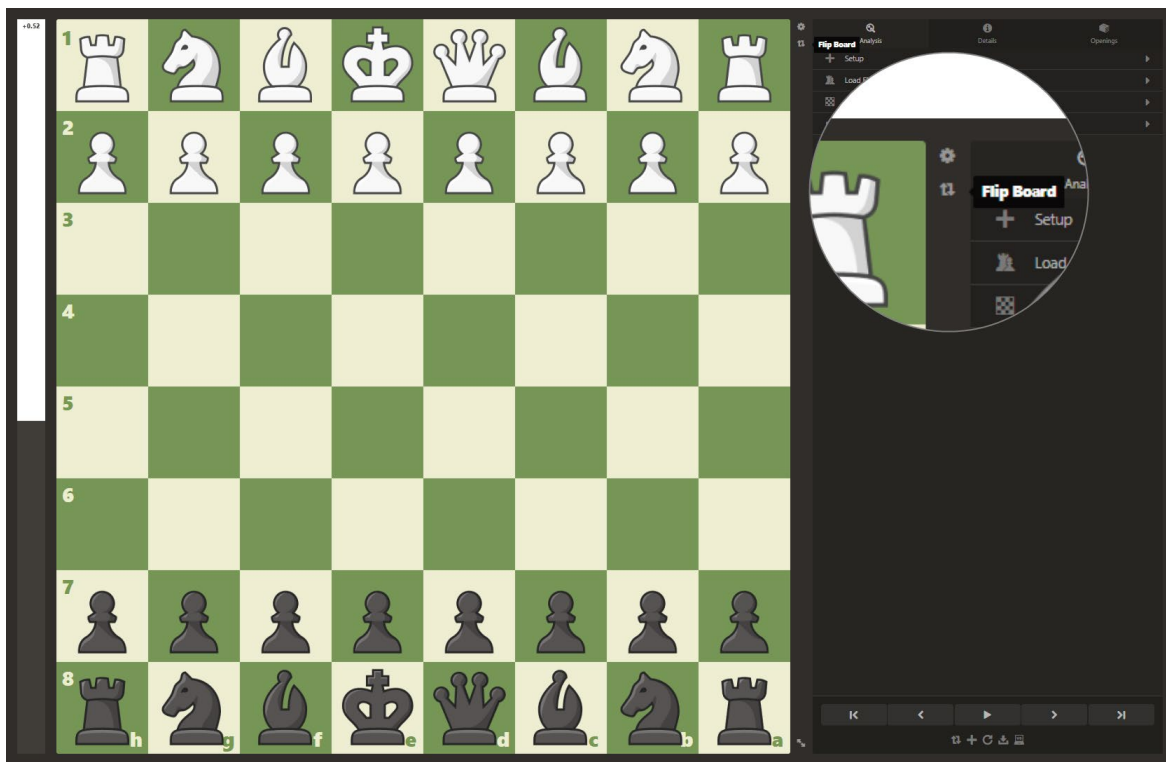 +0.52
1
2
3
4
5
6
7
8
h g f e d c b a
Analysis
Details
Openings
Flip Board
Setup
Load
Flip Board
Ana
Setup
Load